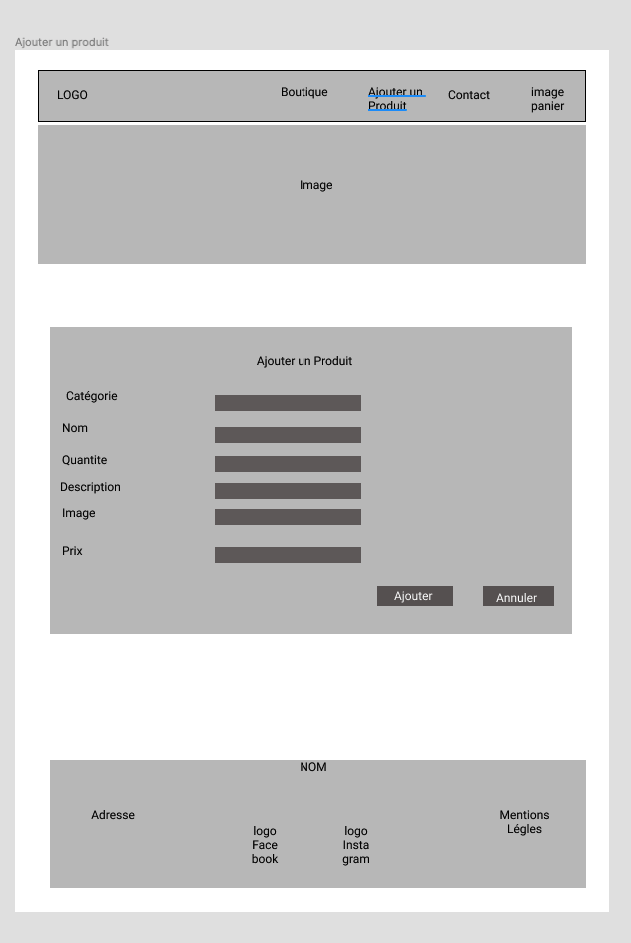 Ajouter un produit
LOGO
Boutique
Ajouter un
Produit
Contact
image
panier
Image
Ajouter un Produit
Catégorie
Nom
Quantite
Description
Image
Prix
Ajouter
Annuler
NOM
Adresse
logo
Face
book
logo
Insta
gram
Mentions
Légles